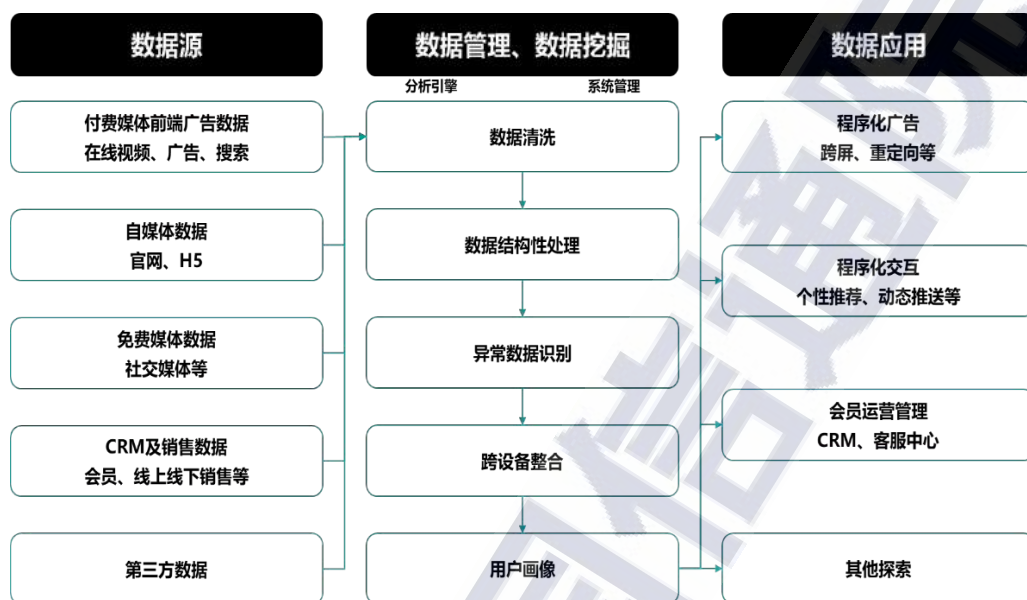 数据源
付费媒体前端广告数据
在线视频、广告、搜索
自媒体数据
官网、H5
免费媒体数据
社交媒体等
CRM及销售数据
会员、线上线下销售等
第三方数据
数据管理、数据挖掘
分析引擎
系统管理
数据清洗
数据结构性处理
异常数据识别
跨设备整合
用户画像
数据应用
程序化广告
跨屏、重定向等
程序化交互
个性推荐、动态推送等
会员运营管理
CRM、客服中心
其他探索
信通院